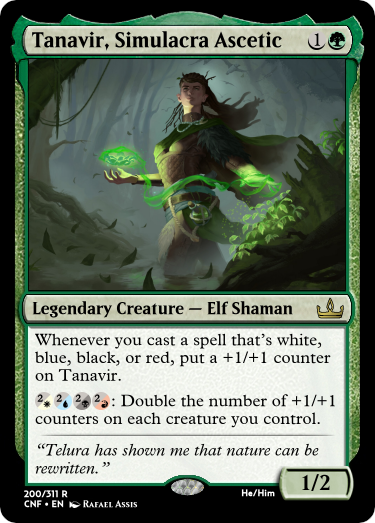 Tanavir, Simulacra Ascetic 1
Legendary Creature — Elf Shaman
Whenever you cast a spell that's white,
blue, black, or red, put a +1/+1 counter
on Tanavir.
2 2 2 2: Double the number of +1/+1
counters on each creature you control.
“Telura has shown me that nature can be
rewritten.”
1/2
200/311 R
He/Him
CNF • EN Rafael Assis